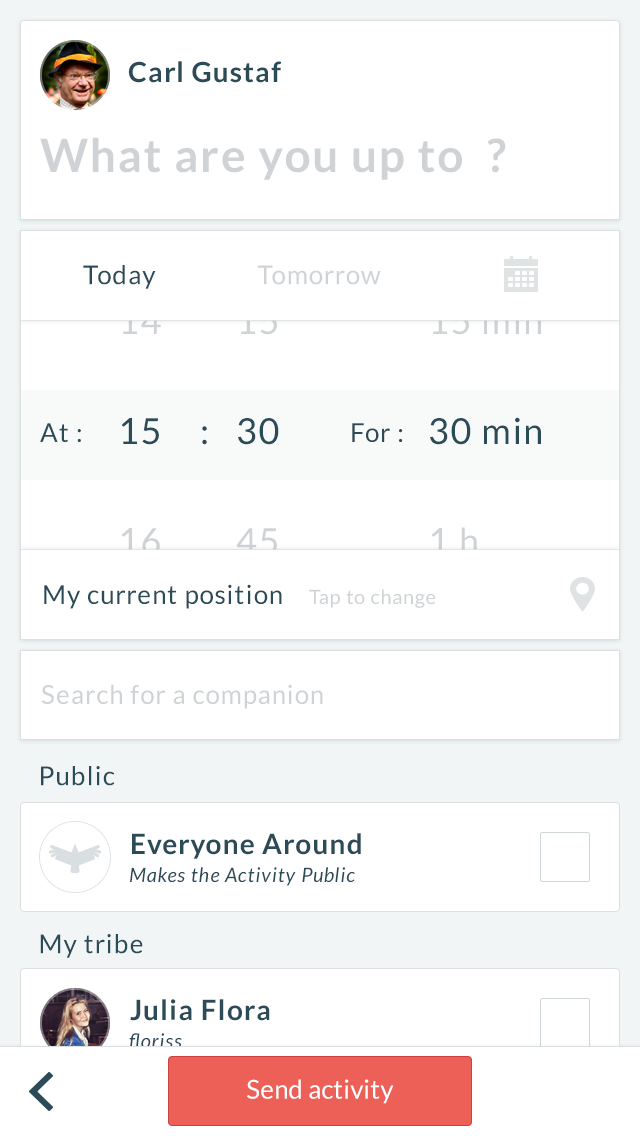 Carl Gustaf
What are you up to ?
Today Tomorrow
14 15 15 min
At : 15 : 30 For : 30 min
16 45 1 h
My current position Tap to change
Search for a companion
Public
Everyone Around
Makes the Activity Public
My tribe
Julia Flora
floriss
Send activity